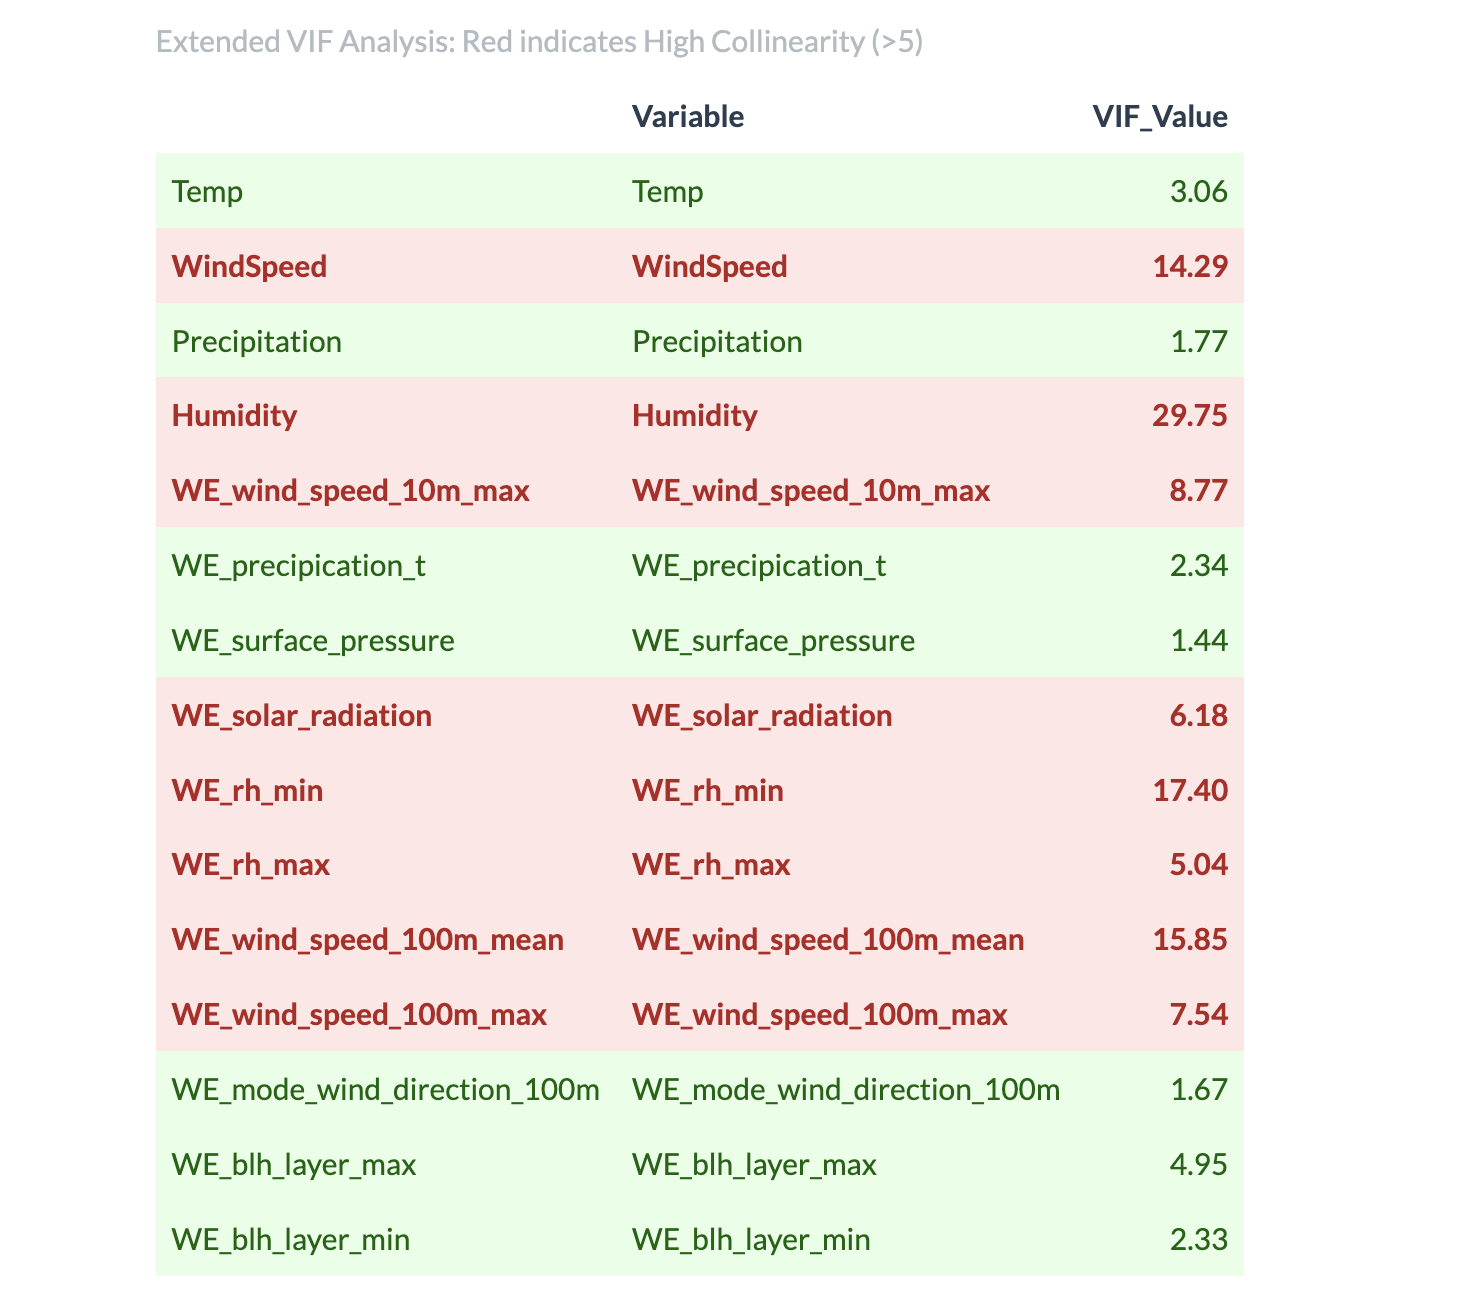 Extended VIF Analysis: Red indicates High Collinearity (>5)
Variable VIF_Value
Temp Temp 3.06
WindSpeed WindSpeed 14.29
Precipitation Precipitation 1.77
Humidity Humidity 29.75
WE_wind_speed_10m_max WE_wind_speed_10m_max 8.77
WE_precipication_t WE_precipication_t 2.34
WE_surface_pressure WE_surface_pressure 1.44
WE_solar_radiation WE_solar_radiation 6.18
WE_rh_min WE_rh_min 17.40
WE_rh_max WE_rh_max 5.04
WE_wind_speed_100m_mean WE_wind_speed_100m_mean 15.85
WE_wind_speed_100m_max WE_wind_speed_100m_max 7.54
WE_mode_wind_direction_100m WE_mode_wind_direction_100m 1.67
WE_blh_layer_max WE_blh_layer_max 4.95
WE_blh_layer_min WE_blh_layer_min 2.33